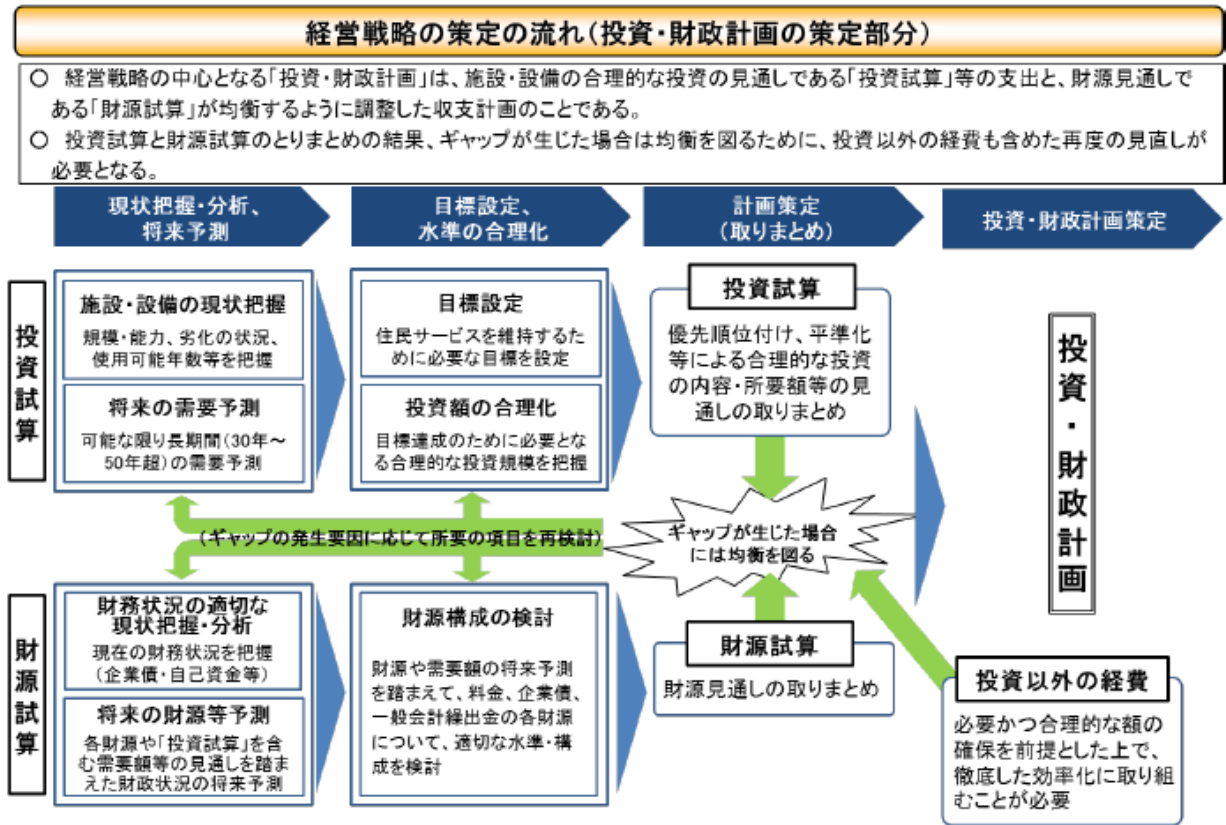 経営戦略の策定の流れ(投資・財政計画の策定部分)
○ 経営戦略の中心となる「投資・財政計画」は、施設・設備の合理的な投資の見通しである「投資試算」等の支出と、財源見通しで
ある「財源試算」が均衡するように調整した収支計画のことである。
○ 投資試算と財源試算のとりまとめの結果、ギャップが生じた場合は均衡を図るために、投資以外の経費も含めた再度の見直しが
必要となる。
現状把握・分析、
将来予測
目標設定、
水準の合理化
計画策定
(取りまとめ)
投資・財政計画策定
投資試算
施設・設備の現状把握
規模・能力、劣化の状況、
使用可能年数等を把握
将来の需要予測
可能な限り長期間(30年～
50年超)の需要予測
目標設定
住民サービスを維持するた
めに必要な目標を設定
投資額の合理化
目標達成のために必要とな
る合理的な投資規模を把握
投資試算
優先順位付け、平準化
等による合理的な投資
の内容・所要額等の見
通しの取りまとめ
投資・財政計画
(ギャップの発生要因に応じて所要の項目を再検討)
ギャップが生じた場合
には均衡を図る
財源試算
財務状況の適切な
現状把握・分析
現在の財務状況を把握
(企業債・自己資金等)
将来の財源等予測
各財源や「投資試算」を含
む需要額等の見通しを踏ま
えた財政状況の将来予測
財源構成の検討
財源や需要額の将来予測
を踏まえて、料金、企業債、
一般会計繰出金の各財源
について、適切な水準・構
成を検討
財源試算
財源見通しの取りまとめ
投資以外の経費
必要かつ合理的な額の
確保を前提とした上で、
徹底した効率化に取り組
むことが必要